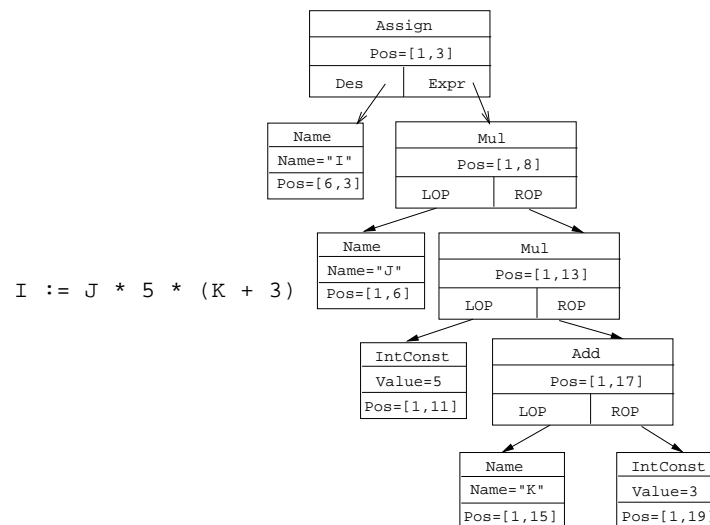 Assign
Pos=[1,3]
Des Expr
Name
Name="I"
Pos=[6,3]
Mul
Pos=[1,8]
LOP ROP
Name
Name="J"
Pos=[1,6]
Mul
Pos=[1,13]
LOP ROP
I := J * 5 * (K + 3)
IntConst
Value=5
Pos=[1,11]
Add
Pos=[1,17]
LOP ROP
Name
Name="K"
Pos=[1,15]
IntConst
Value=3
Pos=[1,19]